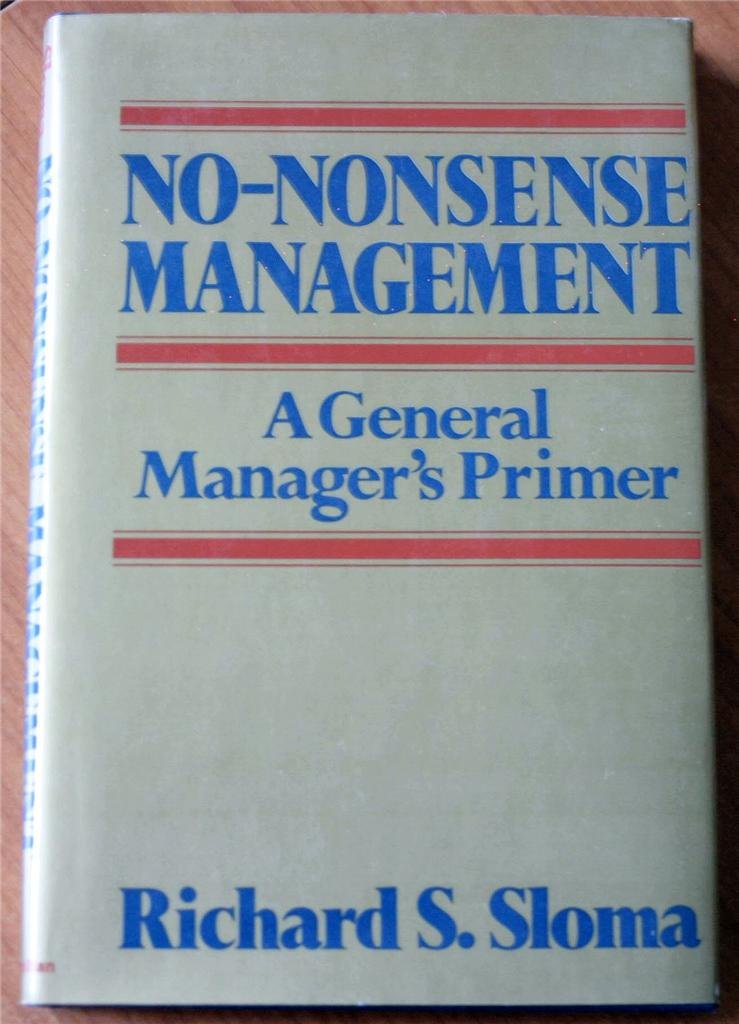 NO-NONSENSE
MANAGEMENT
A General
Manager's Primer
Richard S. Sloma